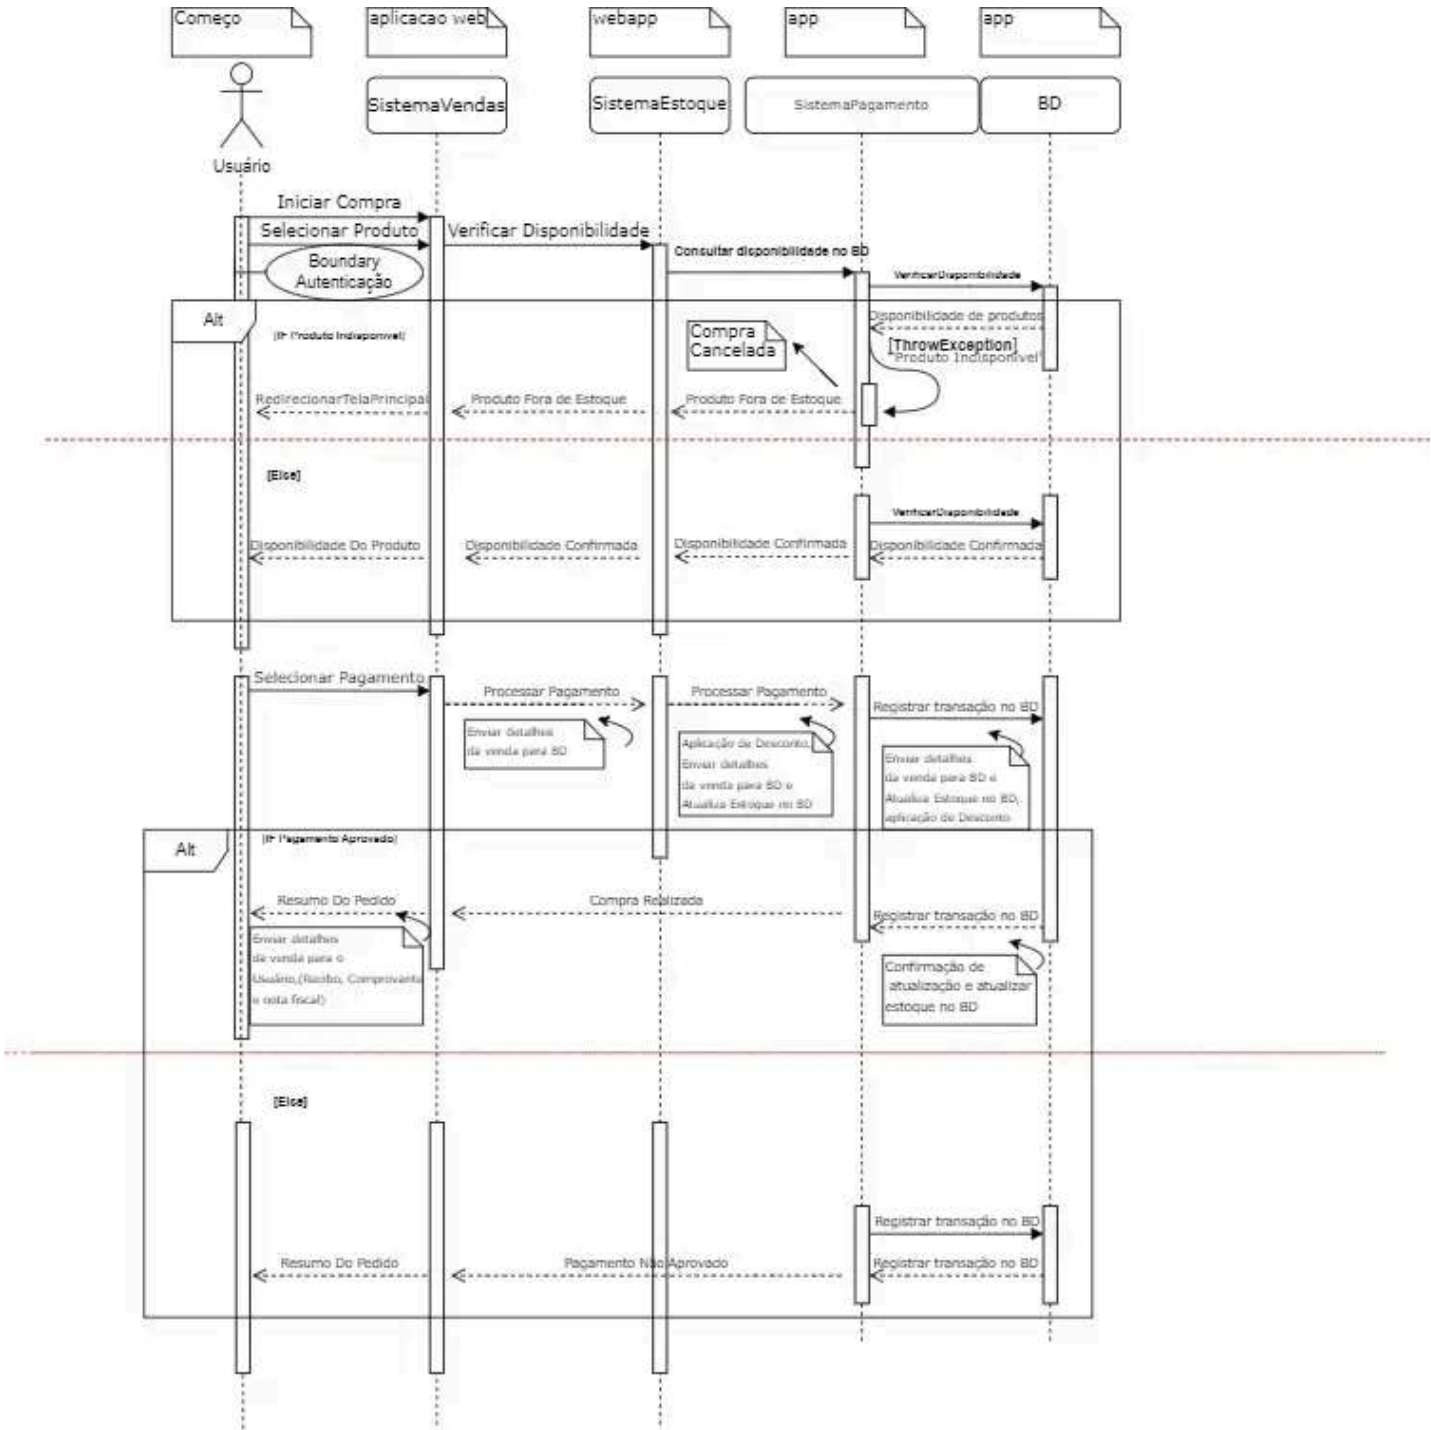 Começo
aplicacao web
webapp
app
app
SistemaVendas
SistemaEstoque
SistemaPagamento
BD
Usuário
Iniciar Compra
Selecionar Produto
Verificar Disponibilidade
Consultar disponibilidade no BD
VerificarDisponibilidade
Boundary
Autenticação
Alt
[IF Produto Indisponivel]
Disponibilidade de produtos
[ThrowException]
"Produto Indisponivel"
Compra
Cancelada
RedirecionarTelaPrincipal
Produto Fora de Estoque
Produto Fora de Estoque
[Else]
VerificarDisponibilidade
Disponibilidade Do Produto
Disponibilidade Confirmada
Disponibilidade Confirmada
Disponibilidade Confirmada
Selecionar Pagamento
Processar Pagamento
Processar Pagamento
Registrar transação no BD
Enviar detalhes
da venda para BD
Aplicação de Desconto,
Enviar detalhes
da venda para BD e
Atualiza Estoque no BD
Enviar detalhes
da venda para BD e
Atualiza Estoque no BD,
aplicação de Desconto
Alt
[IF Pagamento Aprovado]
Resumo Do Pedido
Compra Realizada
Registrar transação no BD
Enviar detalhes
da venda para o
Usuário,(Recibo, Comprovante
e nota fiscal)
Confirmação de
atualização e atualizar
estoque no BD
[Else]
Registrar transação no BD
Resumo Do Pedido
Pagamento Não Aprovado
Registrar transação no BD